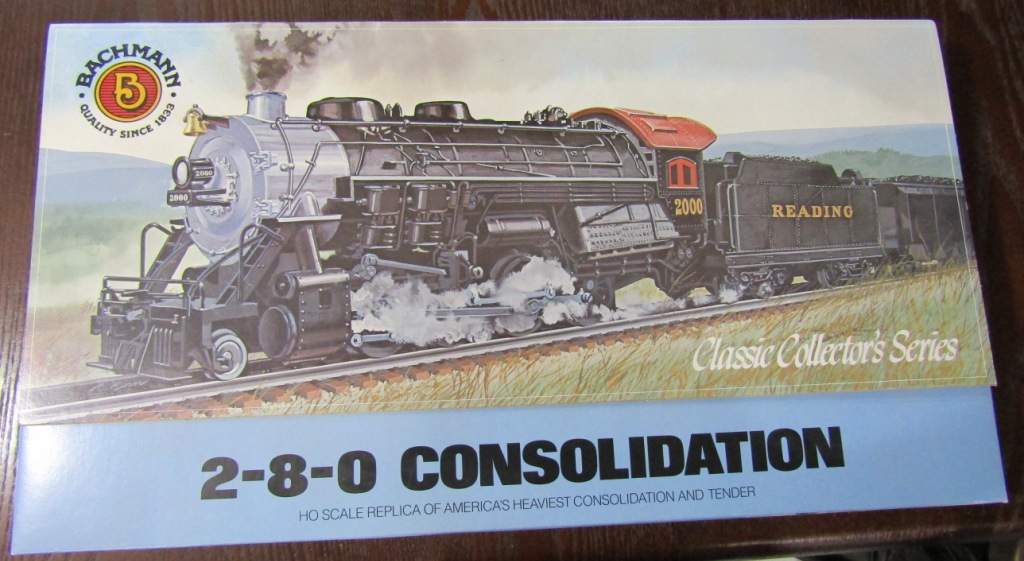 BACHMANN
B
QUALITY SINCE 1833
2000
2000
2000
READING
Classic Collector's Series
2-8-0 CONSOLIDATION
HO SCALE REPLICA OF AMERICA'S HEAVIEST CONSOLIDATION AND TENDER